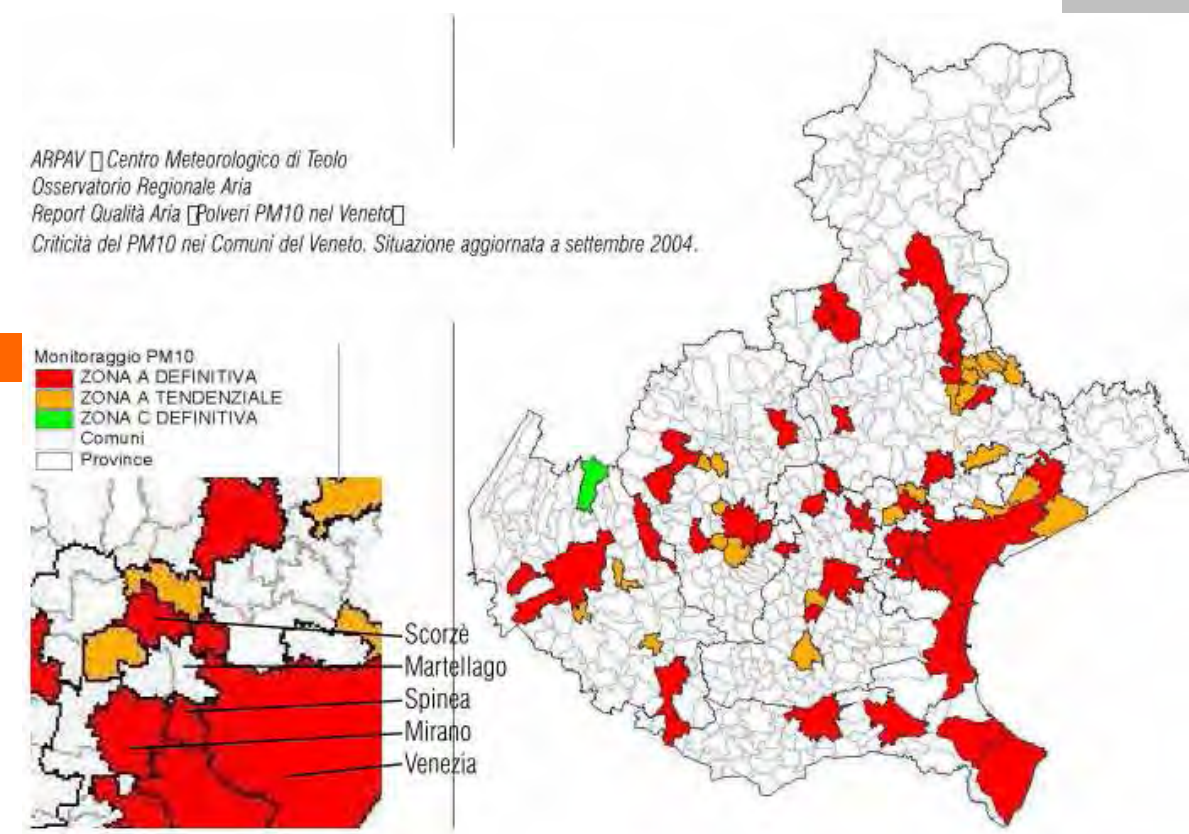 ARPAV Centro Meteorologico di Teolo
Osservatorio Regionale Aria
Report Qualità Aria Polveri PM10 nel Veneto
Criticità del PM10 nei Comuni del Veneto. Situazione aggiornata a settembre 2004.
Monitoraggio PM10
ZONA A DEFINITIVA
ZONA A TENDENZIALE
ZONA C DEFINITIVA
Comuni
Province
Scorzè
Martellago
Spinea
Mirano
Venezia